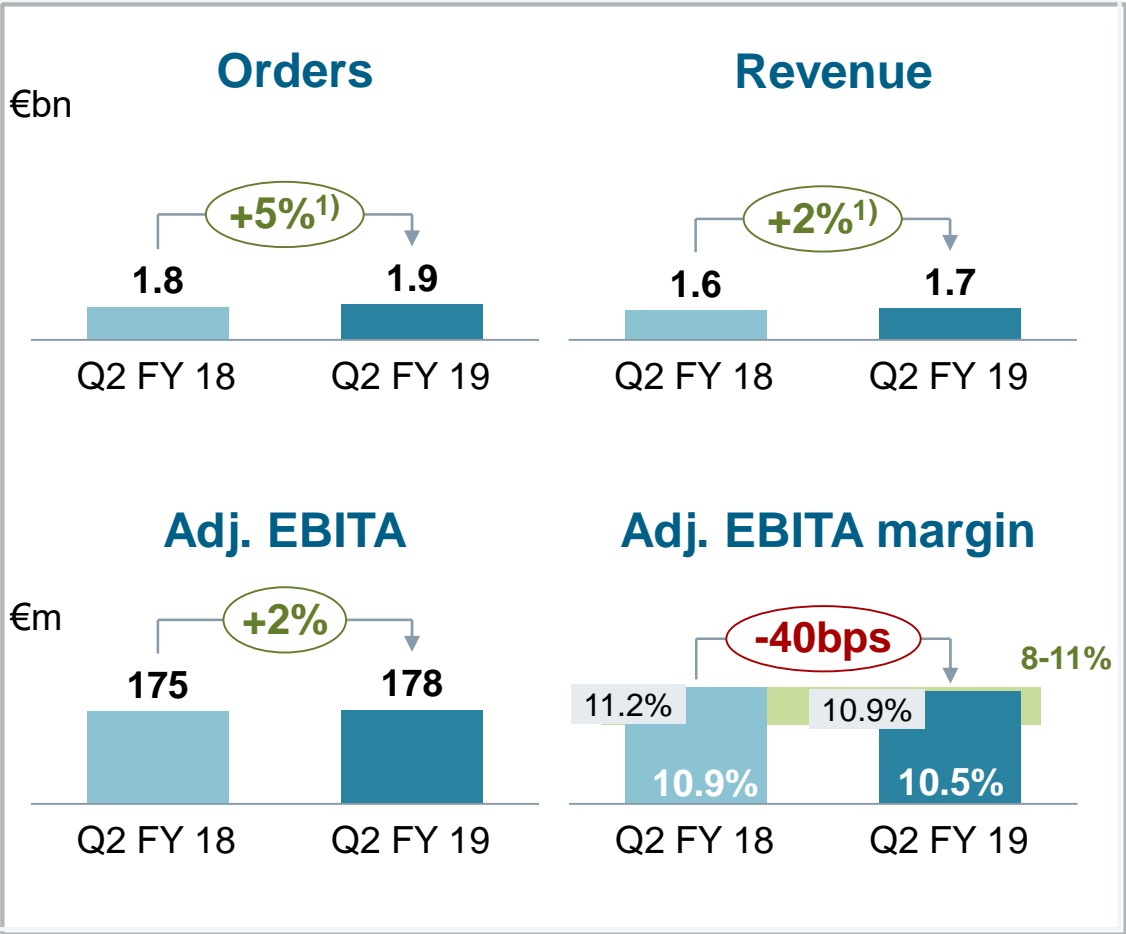 Orders
Revenue
€bn
+5%1)
+2%1)
1.8
1.9
1.6
1.7
Q2 FY 18
Q2 FY 19
Q2 FY 18
Q2 FY 19
Adj. EBITA
Adj. EBITA margin
€m
+2%
-40bps
8-11%
175
178
11.2%
10.9%
10.9%
10.5%
Q2 FY 18
Q2 FY 19
Q2 FY 18
Q2 FY 19